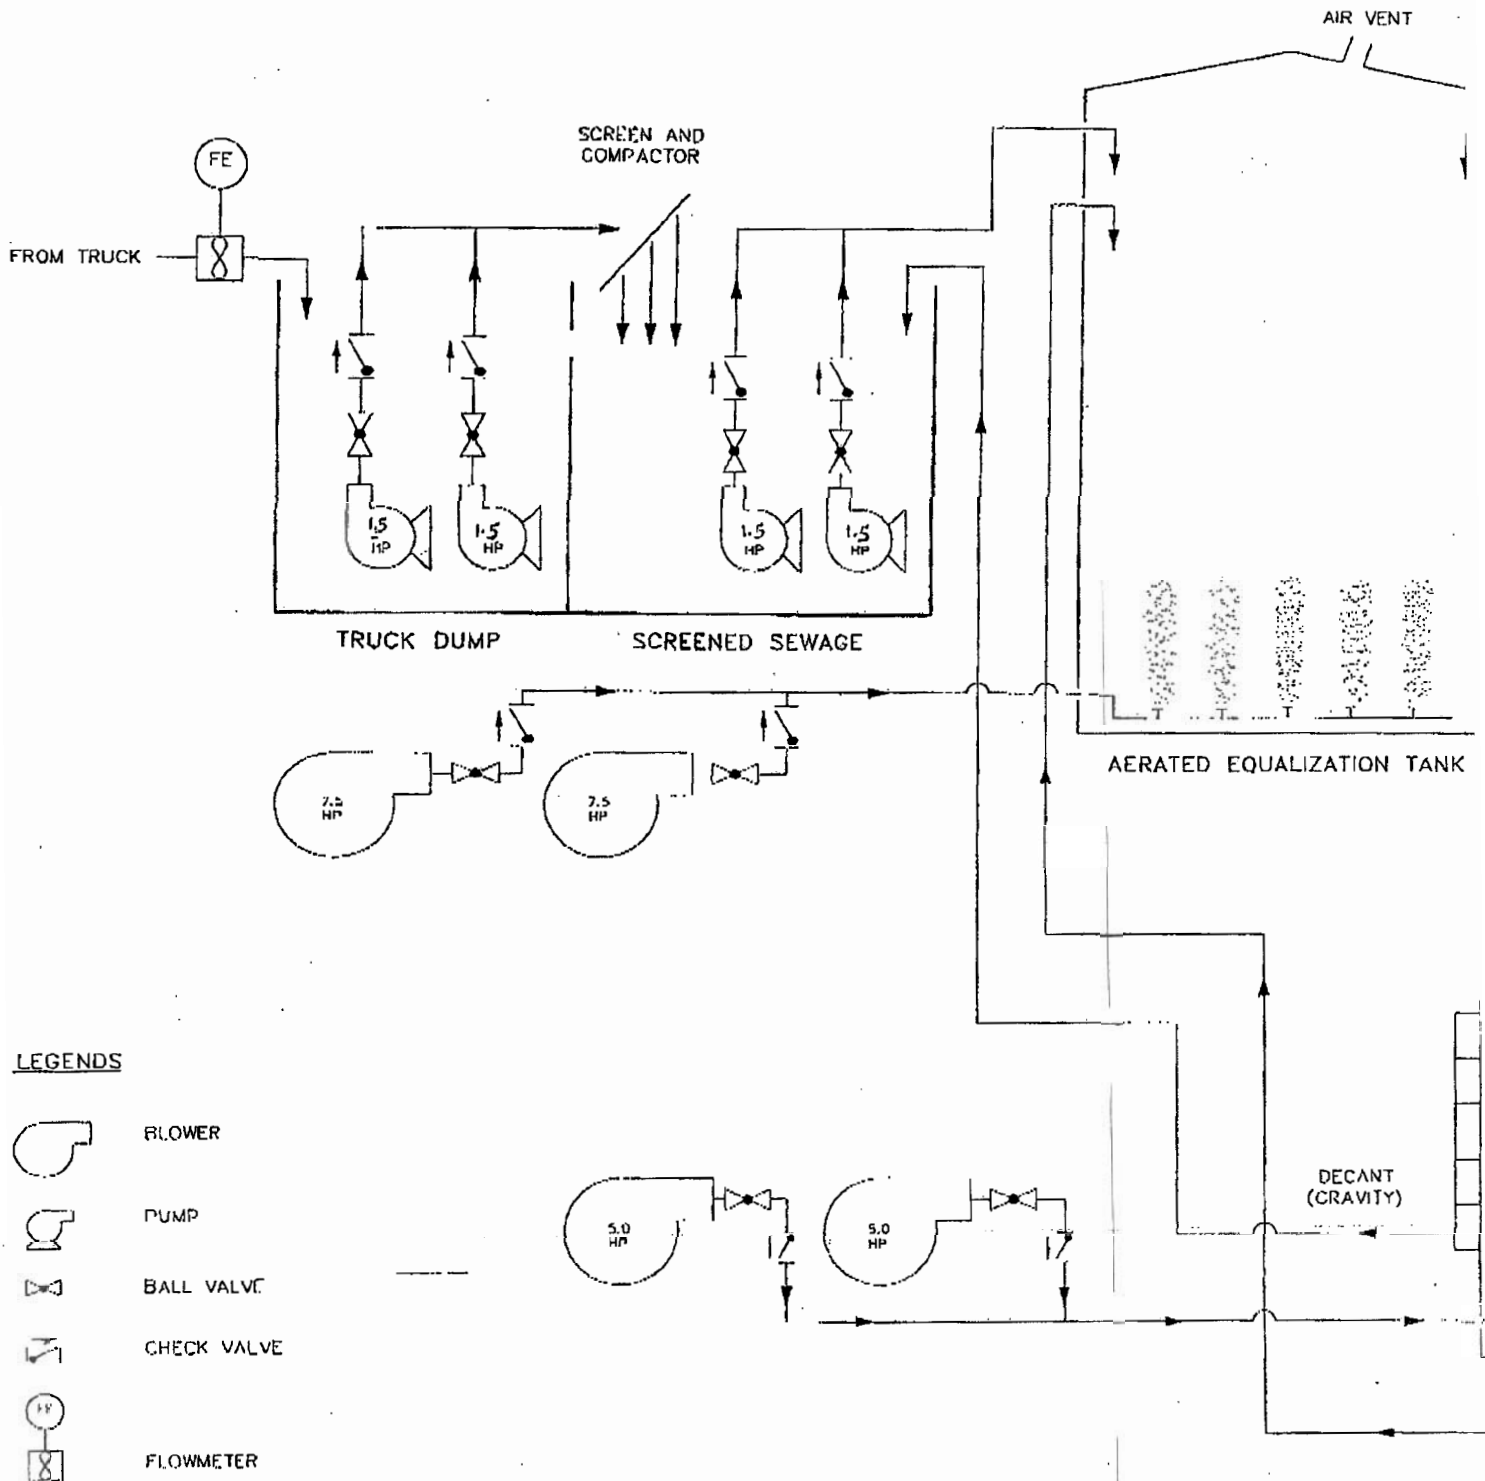 AIR VENT
SCREEN AND
COMPACTOR
FE
FROM TRUCK
1.5
HP
1.5
HP
1.5
HP
1.5
HP
TRUCK DUMP
SCREENED SEWAGE
AERATED EQUALIZATION TANK
7.5
HP
7.5
HP
LEGENDS
BLOWER
PUMP
BALL VALVE
CHECK VALVE
FLOWMETER
DECANT
(GRAVITY)
5.0
HP
5.0
HP